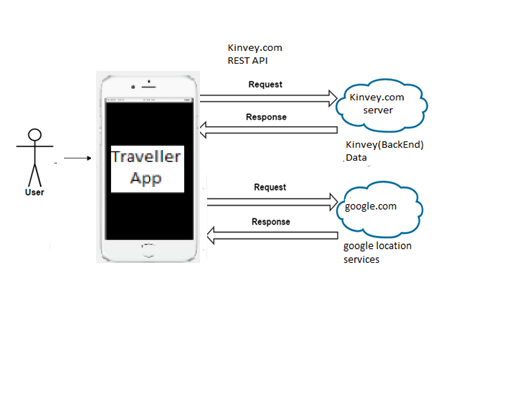 Kinvey.com
REST API
Request
Kinvey.com
server
Response
Kinvey(BackEnd)
Data
Traveller
App
User
Request
google.com
Response
google location
services